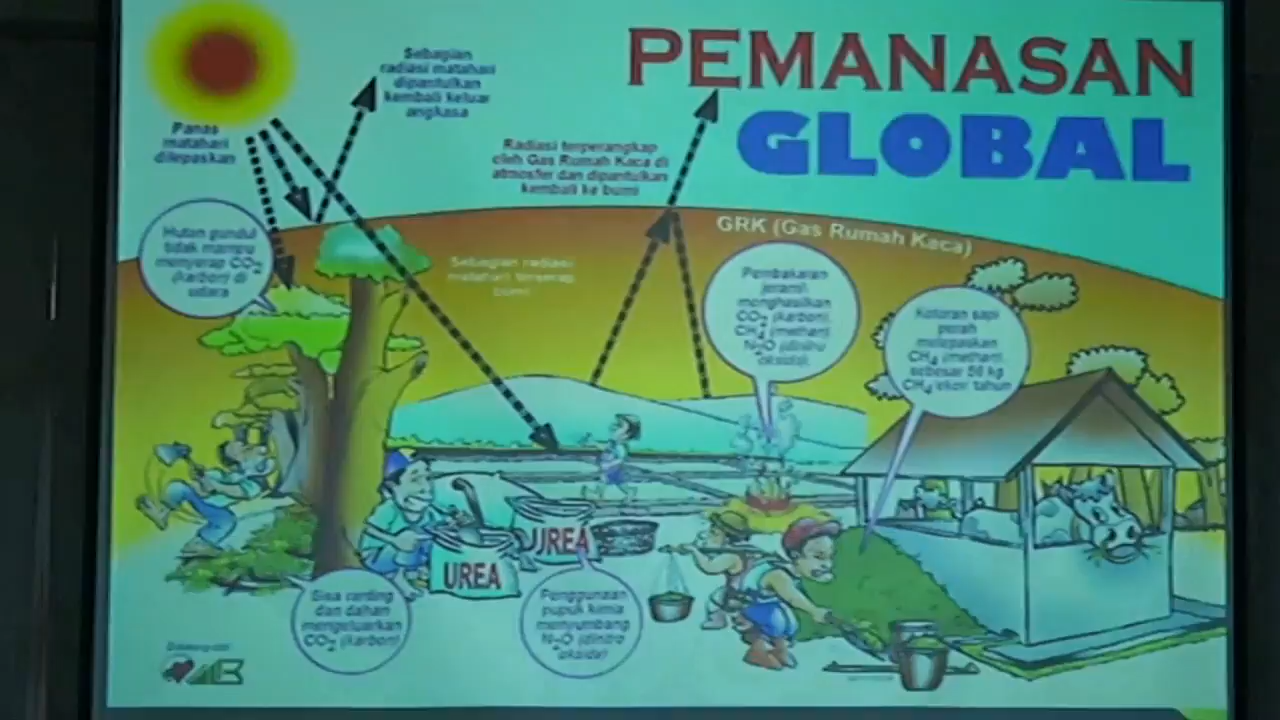 PEMANASAN
GLOBAL
Sebagian
radiasi matahari
dipantulkan
kembali keluar
angkasa
Panas
matahari
dilepaskan
Radiasi terperangkap
oleh Gas Rumah Kaca di
atmosfer dan dipantulkan
kembali ke bumi
GRK (Gas Rumah Kaca)
Hutan gundul
tidak mampu
menyerap CO2
(karbon) di
udara
Sebagian radiasi
matahari terserap
bumi
Pembakaran
jerami
menghasilkan
CO2 (karbon)
CH4 (methan)
N2O (dinitro
oksida)
Kotoran sapi
perah
melepaskan
CH4 (methan)
sebesar 56 kg
CH4/ekor/tahun
UREA
UREA
Sisa ranting
dan dahan
mengeluarkan
CO2 (karbon)
Penggunaan
pupuk kimia
menyumbang
N2O (dinitro
oksida)